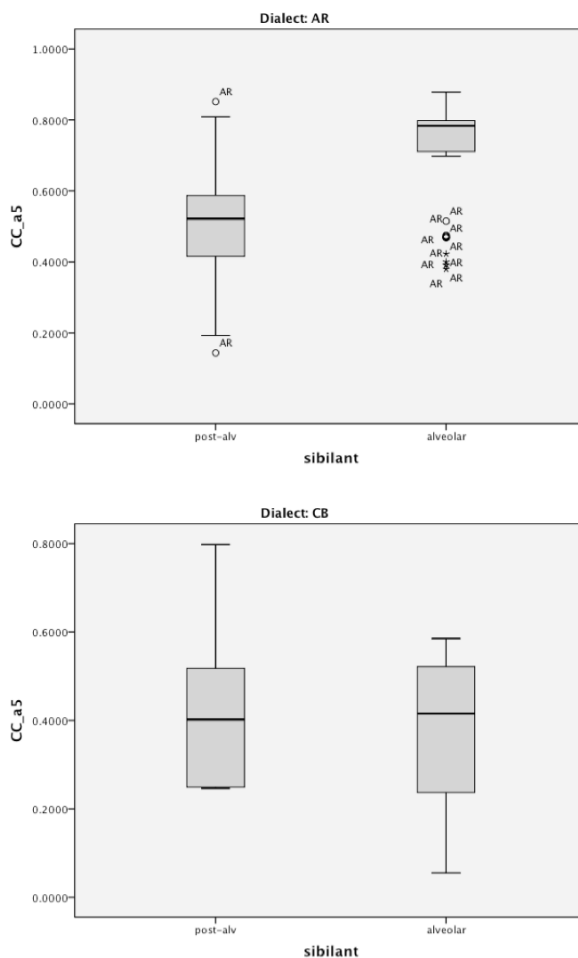 Dialect: AR
1.0000
0.8000
0.6000
0.4000
0.2000
0.0000
CC_a5
AR
AR
AR
AR AR
AR AR
AR AR
AR AR
AR AR
post-alv alveolar
sibilant
Dialect: CB
0.8000
0.6000
0.4000
0.2000
0.0000
CC_a5
post-alv alveolar
sibilant